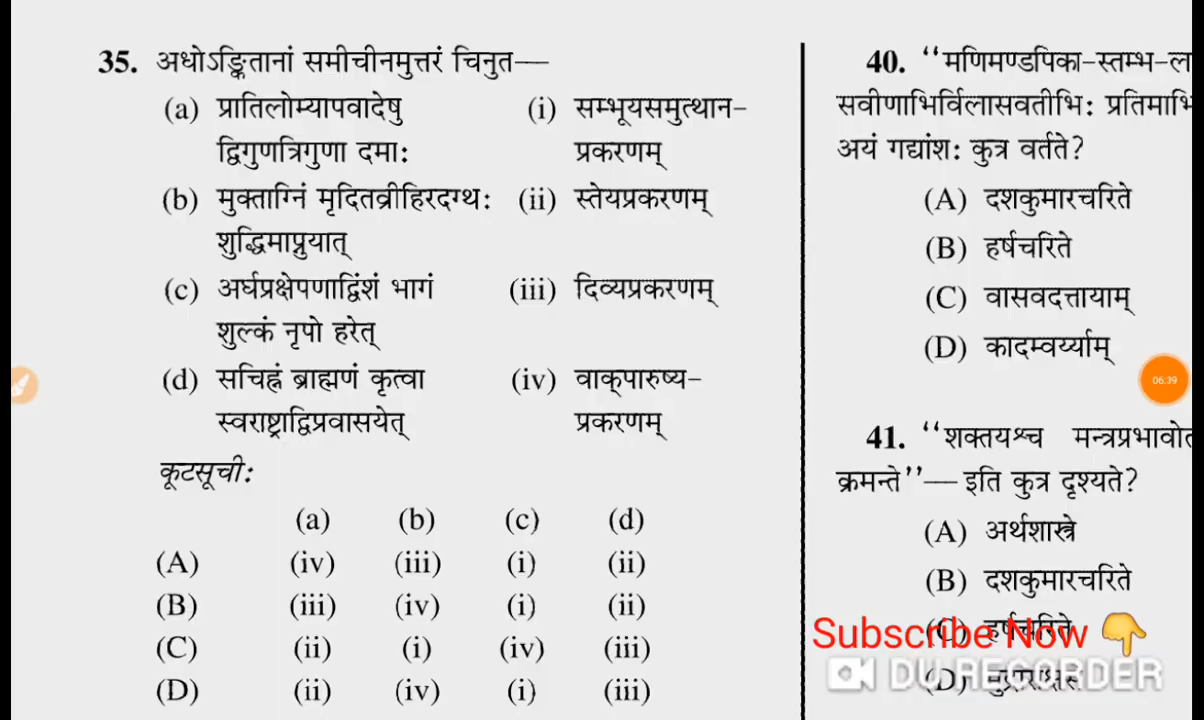 35. अधोऽङ्कितानां समीचीनमुत्तरं चिनुत—
(a) प्रातिलोम्यापवादेषु (i) सम्भूयसमुत्थान-
द्विगुणत्रिगुणा दमाः प्रकरणम्
(b) मुक्ताग्निं मृदितव्रीहिरदग्धः (ii) स्तेयप्रकरणम्
शुद्धिमाप्नुयात्
(c) अर्घप्रक्षेपणाद्विंशं भागं (iii) दिव्यप्रकरणम्
शुल्कं नृपो हरेत्
(d) सचिह्नं ब्राह्मणं कृत्वा (iv) वाक्पारुष्य-
स्वराष्ट्राद्विप्रवासयेत् प्रकरणम्
कूटसूचीः
(a) (b) (c) (d)
(A) (iv) (iii) (i) (ii)
(B) (iii) (iv) (i) (ii)
(C) (ii) (i) (iv) (iii)
(D) (ii) (iv) (i) (iii)
40. “मणिमण्डपिका-स्तम्भ-ल
सवीणाभिर्विलासवतीभिः प्रतिमाभि
अयं गद्यांशः कुत्र वर्तते?
(A) दशकुमारचरिते
(B) हर्षचरिते
(C) वासवदत्तायाम्
(D) कादम्वर्य्याम्
06:39
41. “शक्तयश्च मन्त्रप्रभावोत
क्रमन्ते”— इति कुत्र दृश्यते?
(A) अर्थशास्त्रे
(B) दशकुमारचरिते
(C) हर्षचरिते
Subscribe Now
(D) मुद्राराक्षसे
DU RECORDER